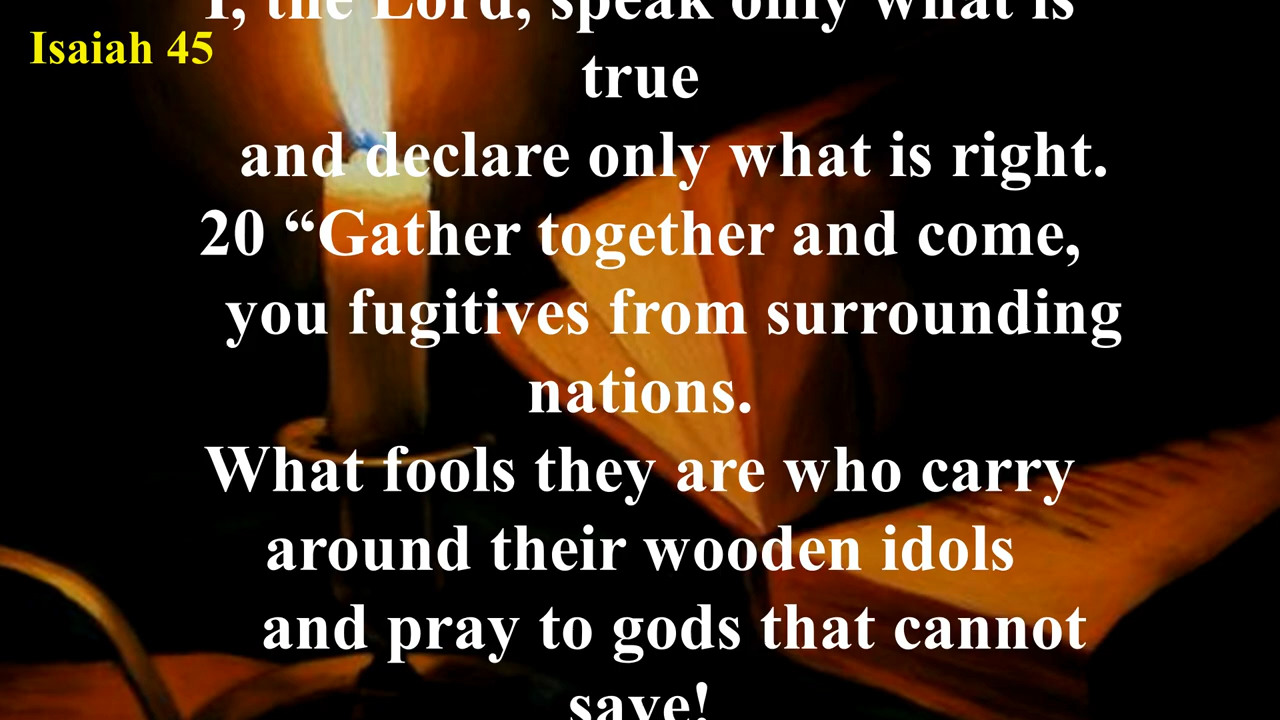 Isaiah 45
I, the Lord, speak only what is
true
and declare only what is right.
20 “Gather together and come,
you fugitives from surrounding
nations.
What fools they are who carry
around their wooden idols
and pray to gods that cannot
save!